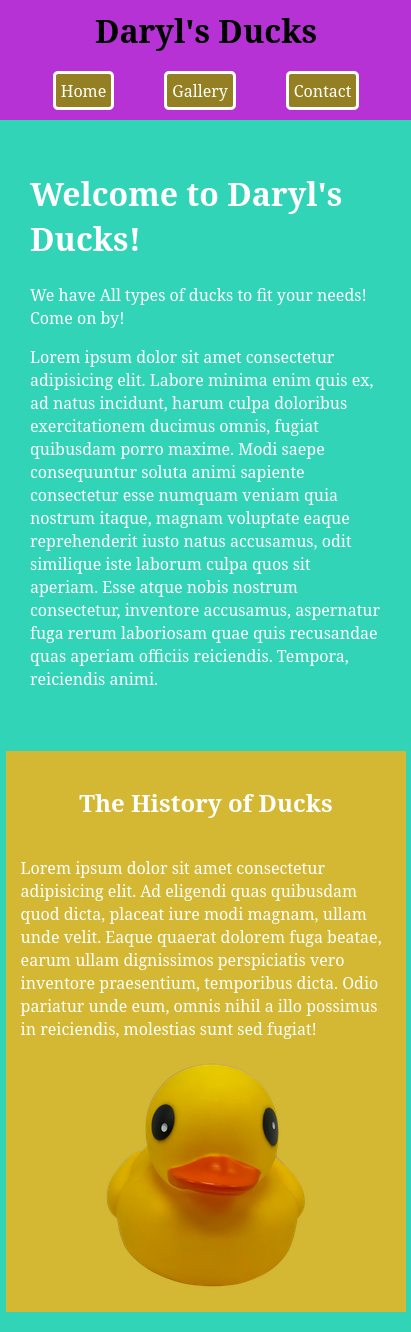 Daryl's Ducks
Home Gallery Contact
Welcome to Daryl's
Ducks!
We have All types of ducks to fit your needs!
Come on by!
Lorem ipsum dolor sit amet consectetur
adipisicing elit. Labore minima enim quis ex,
ad natus incidunt, harum culpa doloribus
exercitationem ducimus omnis, fugiat
quibusdam porro maxime. Modi saepe
consequuntur soluta animi sapiente
consectetur esse numquam veniam quia
nostrum itaque, magnam voluptate eaque
reprehenderit iusto natus accusamus, odit
similique iste laborum culpa quos sit
aperiam. Esse atque nobis nostrum
consectetur, inventore accusamus, aspernatur
fuga rerum laboriosam quae quis recusandae
quas aperiam officiis reiciendis. Tempora,
reiciendis animi.
The History of Ducks
Lorem ipsum dolor sit amet consectetur
adipisicing elit. Ad eligendi quas quibusdam
quod dicta, placeat iure modi magnam, ullam
unde velit. Eaque quaerat dolorem fuga beatae,
earum ullam dignissimos perspiciatis vero
inventore praesentium, temporibus dicta. Odio
pariatur unde eum, omnis nihil a illo possimus
in reiciendis, molestias sunt sed fugiat!